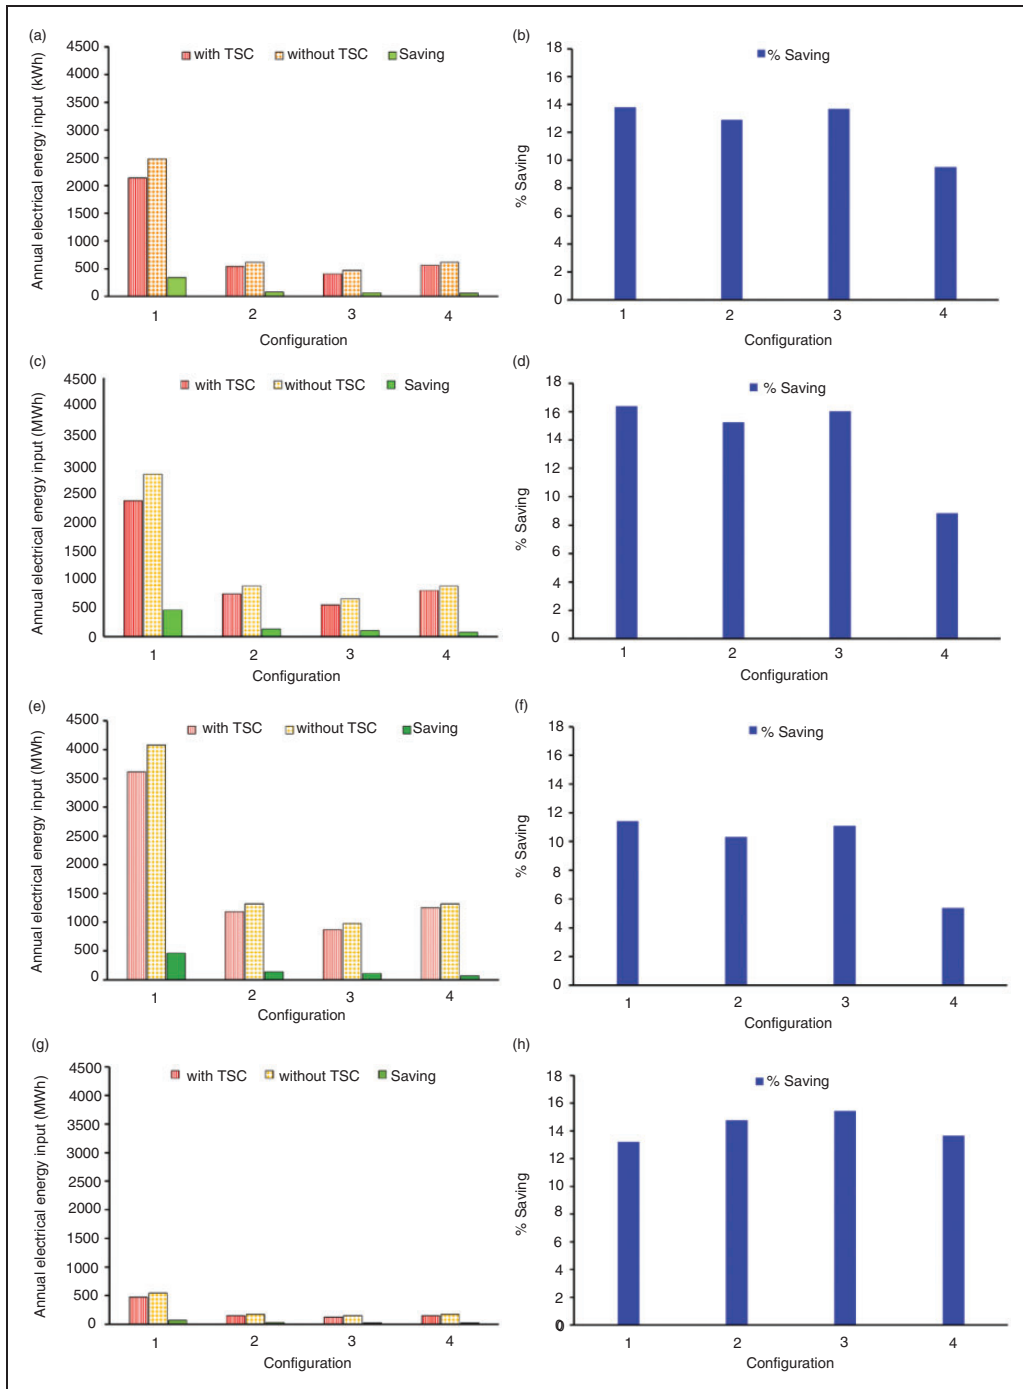 (a)
Annual electrical energy input (kWh)
4500
4000
3500
3000
2500
2000
1500
1000
500
0
with TSC without TSC Saving
1 2 3 4
Configuration
(b)
% Saving
18
16
14
12
10
8
6
4
2
0
% Saving
1 2 3 4
Configuration
(c)
Annual electrical energy input (MWh)
4500
4000
3500
3000
2500
2000
1500
1000
500
0
with TSC without TSC Saving
1 2 3 4
Configuration
(d)
% Saving
18
16
14
12
10
8
6
4
2
0
% Saving
1 2 3 4
Configuration
(e)
Annual electrical energy input (MWh)
4500
4000
3500
3000
2500
2000
1500
1000
500
0
with TSC without TSC Saving
1 2 3 4
Configuration
(f)
% Saving
18
16
14
12
10
8
6
4
2
0
% Saving
1 2 3 4
Configuration
(g)
Annual electrical energy input (MWh)
4500
4000
3500
3000
2500
2000
1500
1000
500
0
with TSC without TSC Saving
1 2 3 4
Configuration
(h)
% Saving
18
16
14
12
10
8
6
4
2
0
% Saving
1 2 3 4
Configuration